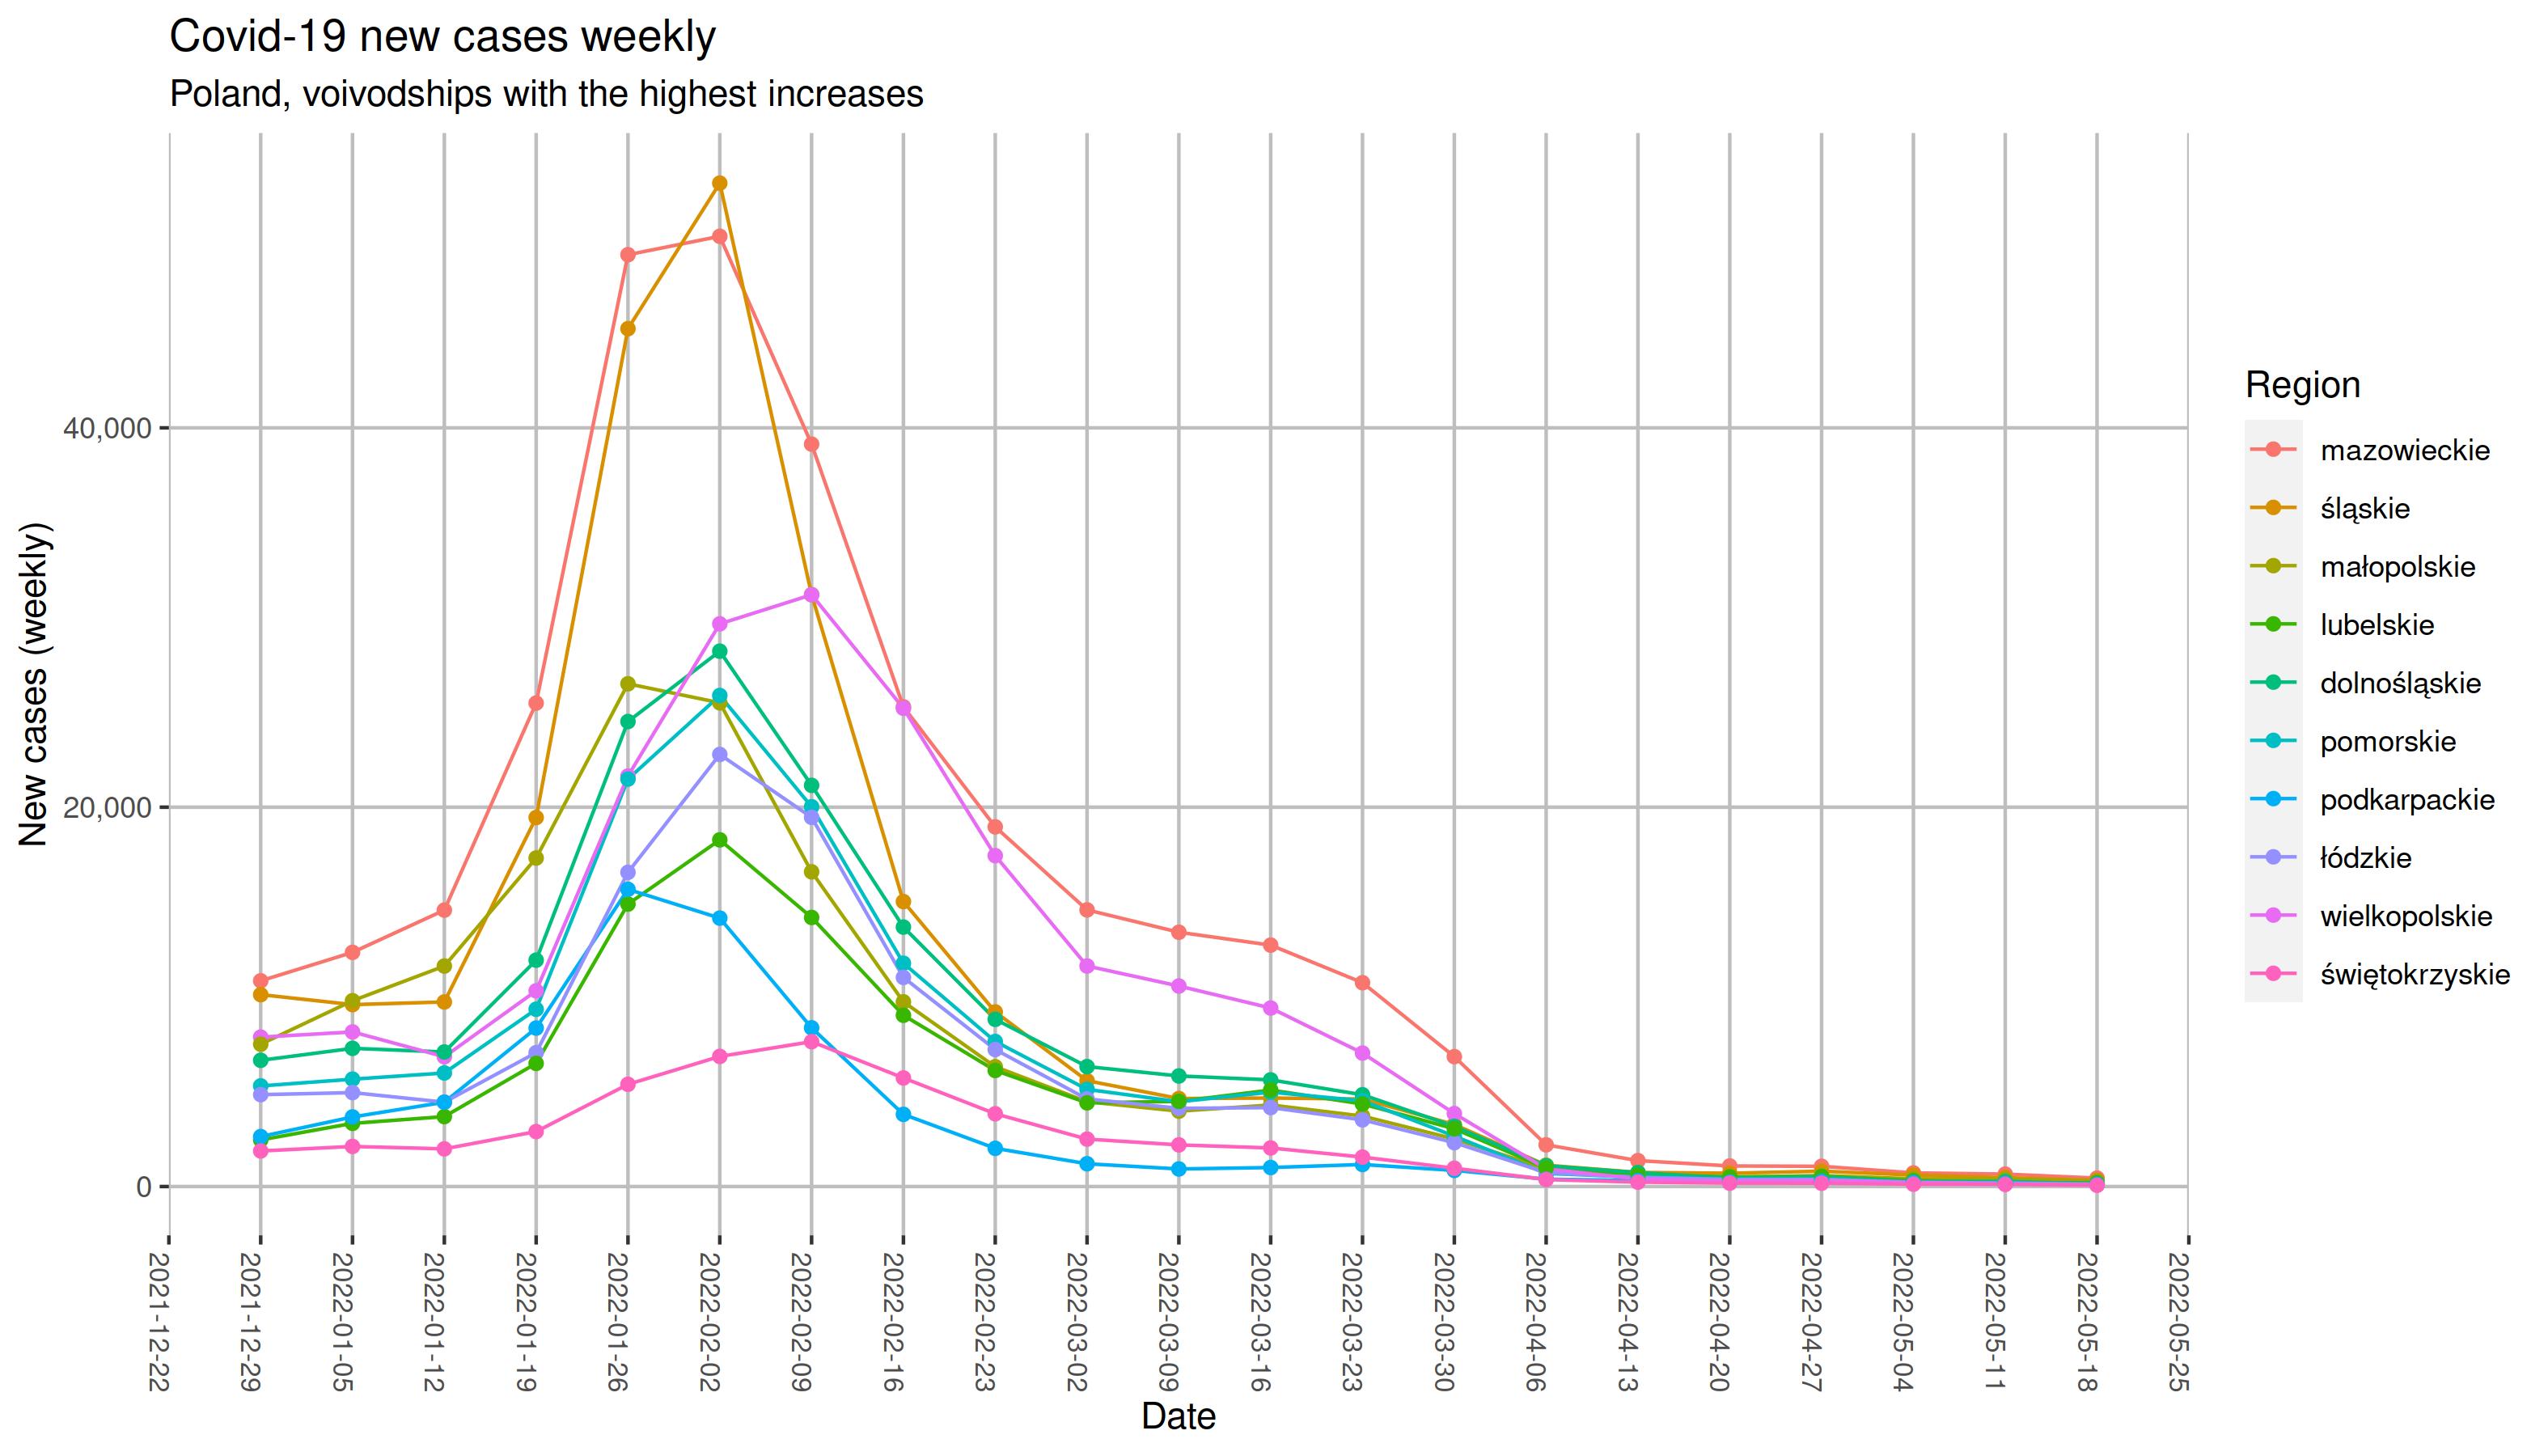 Covid-19 new cases weekly
Poland, voivodships with the highest increases
New cases (weekly)
40,000
20,000
0
2021-12-22
2021-12-29
2022-01-05
2022-01-12
2022-01-19
2022-01-26
2022-02-02
2022-02-09
2022-02-16
2022-02-23
2022-03-02
2022-03-09
2022-03-16
2022-03-23
2022-03-30
2022-04-06
2022-04-13
2022-04-20
2022-04-27
2022-05-04
2022-05-11
2022-05-18
2022-05-25
Date
Region
mazowieckie
śląskie
małopolskie
lubelskie
dolnośląskie
pomorskie
podkarpackie
łódzkie
wielkopolskie
świętokrzyskie